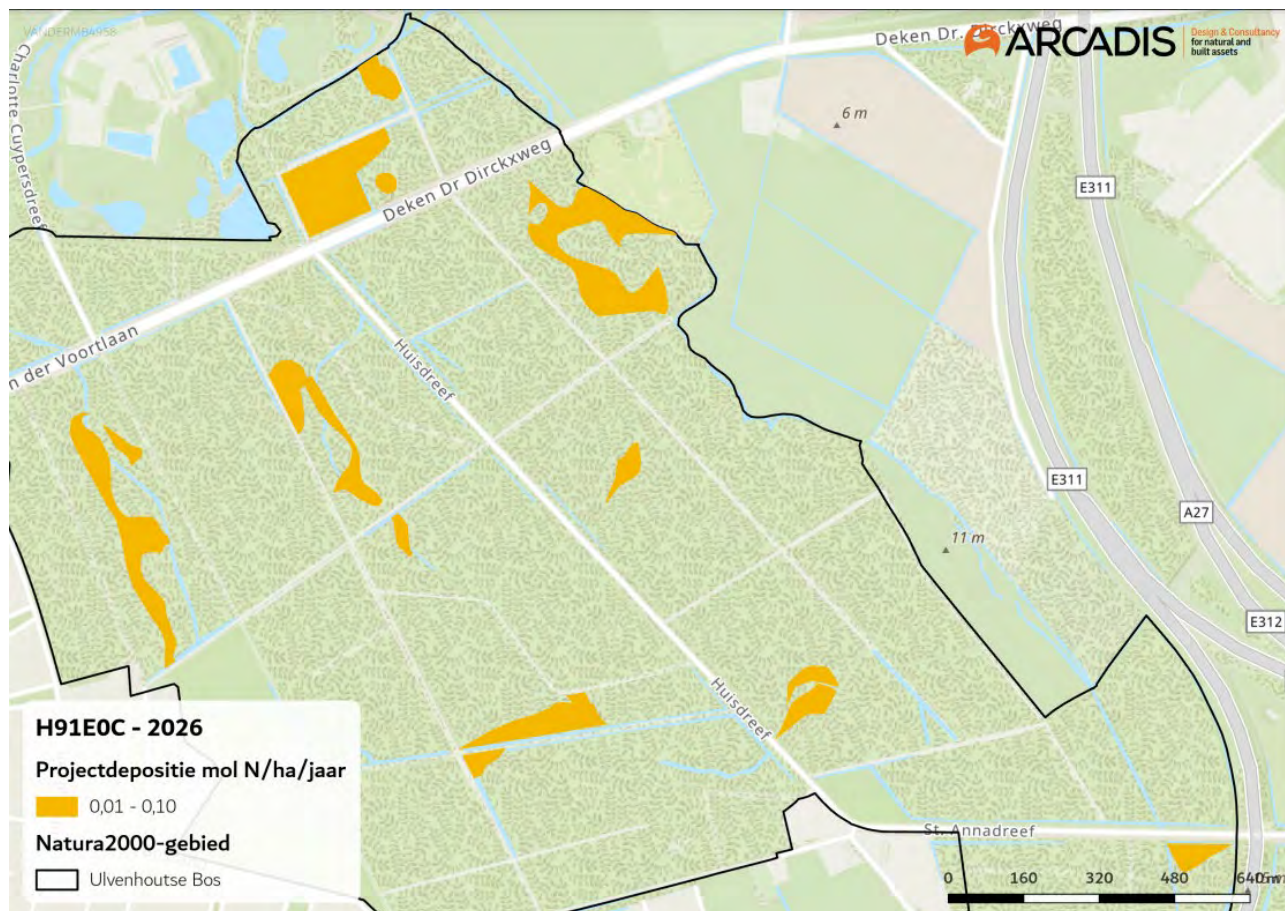 VANDERMB4958
Deken Dr. Dirckxweg
ARCADIS
Design & Consultancy
for natural and
built assets
Charlotte Cuypersdreef
6 m
Deken Dr Dirckxweg
E311
n der Voortlaan
Huisdreef
E311
A27
11 m
E312
Huisdreef
H91E0C - 2026
Projectdepositie mol N/ha/jaar
0,01 - 0,10
Natura2000-gebied
Ulvenhoutse Bos
St. Annadreef
0 160 320 480 640 m